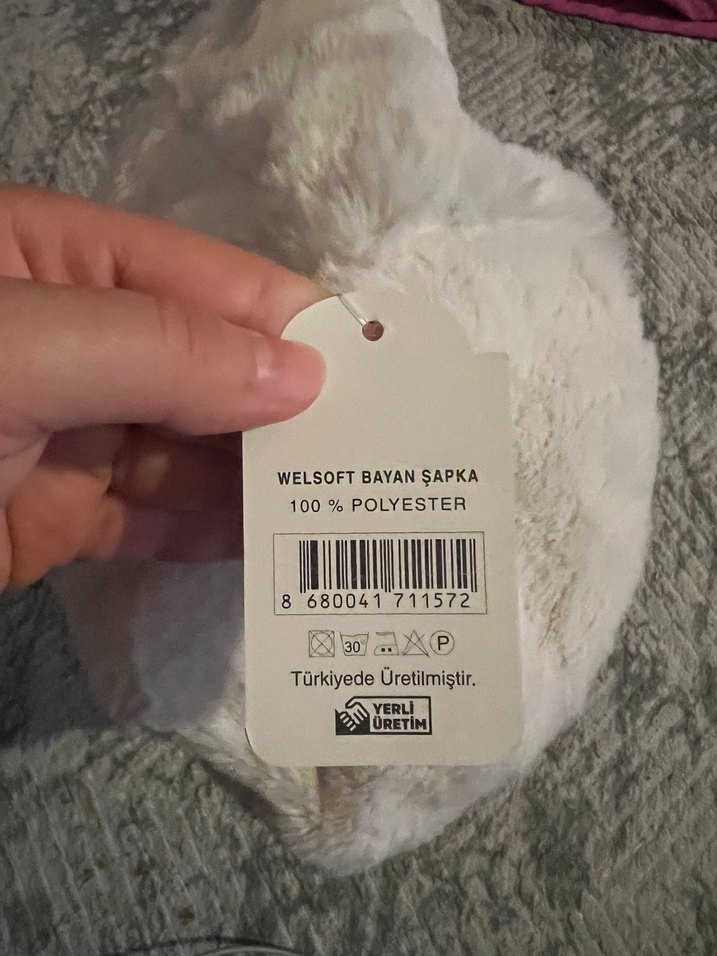 WELSOFT BAYAN ŞAPKA
100 % POLYESTER
8 680041 711572
30° P
Türkiyede Üretilmiştir.
YERLİ
ÜRETİM